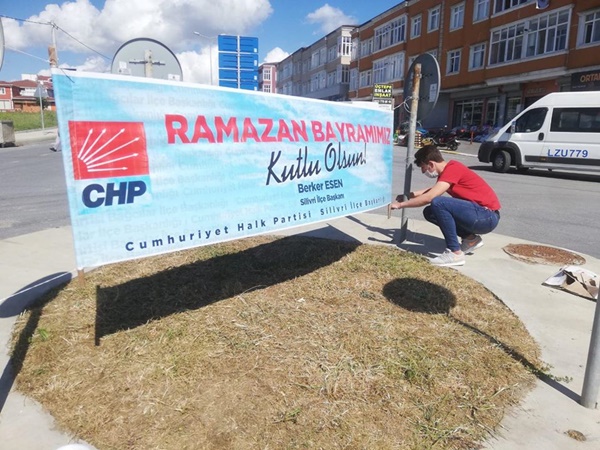 RAMAZAN BAYRAMIMIZ
Kutlu Olsun!
Berker ESEN
Silivri İlçe Başkanı
CHP
Cumhuriyet Halk Partisi Silivri İlçe Başkanlığı
LZU779